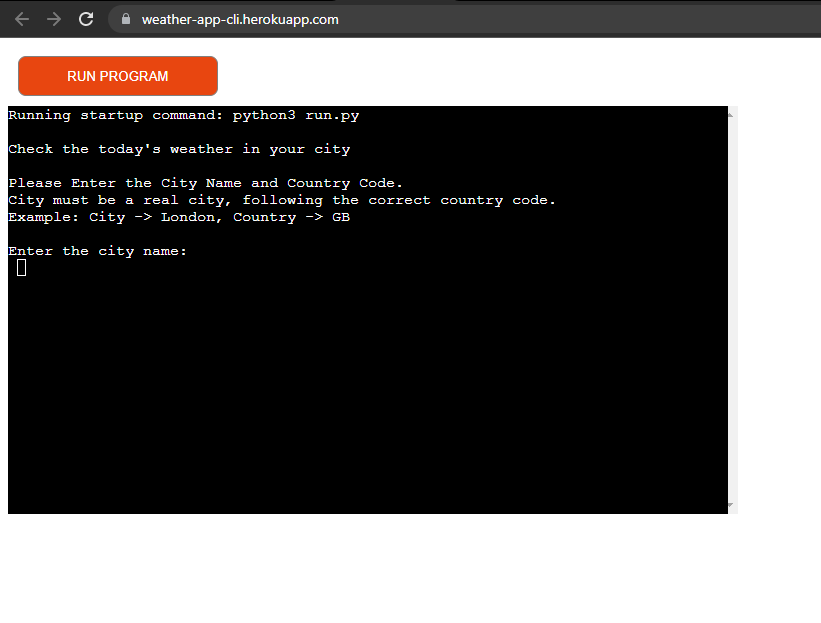 weather-app-cli.herokuapp.com
RUN PROGRAM
Running startup command: python3 run.py
Check the today's weather in your city
Please Enter the City Name and Country Code.
City must be a real city, following the correct country code.
Example: City -> London, Country -> GB
Enter the city name: